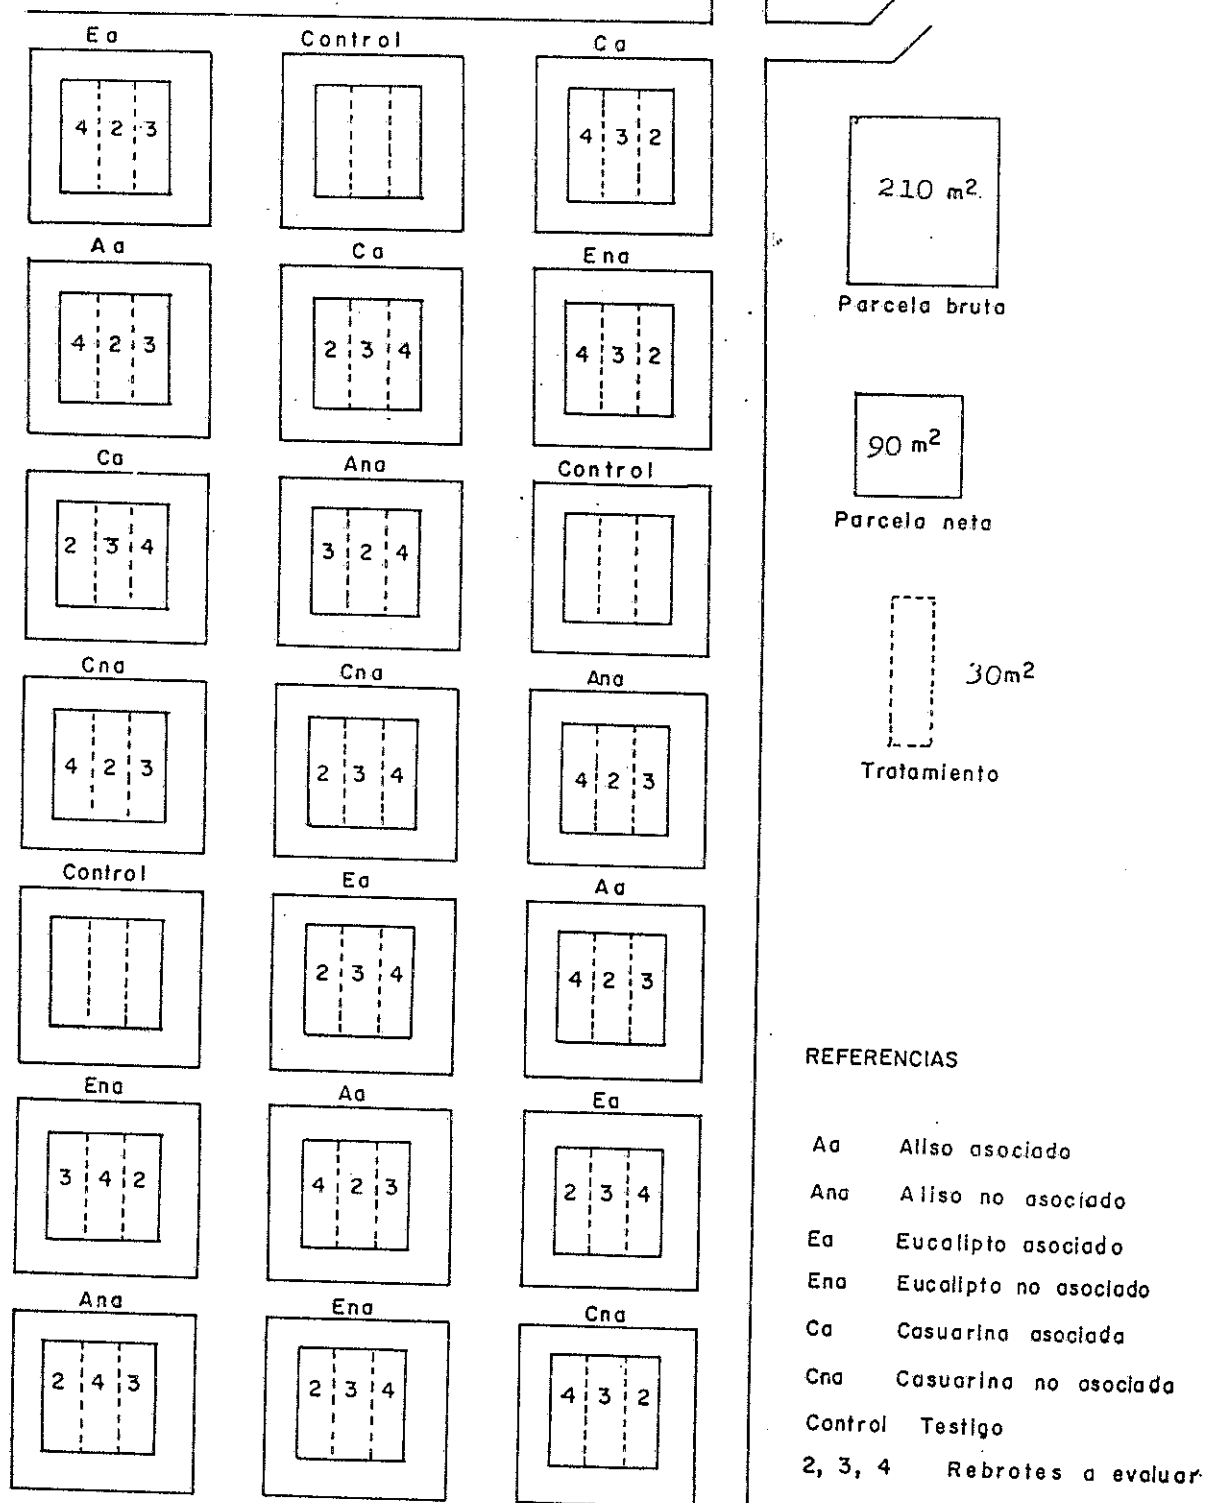 Ea Control Ca
4 2 3 4 3 2
Aa Ca Ena
4 2 3 2 3 4 4 3 2
Ca Ana Control
2 3 4 3 2 4
Cna Cna Ana
4 2 3 2 3 4 4 2 3
Control Ea Aa
2 3 4 4 2 3
Ena Aa Ea
3 4 2 4 2 3 2 3 4
Ana Ena Cna
2 4 3 2 3 4 4 3 2
210 m²
Parcela bruta
90 m²
Parcela neta
30m²
Tratamiento
REFERENCIAS
Aa Aliso asociado
Ana Aliso no asociado
Ea Eucalipto asociado
Ena Eucalipto no asociado
Ca Casuarina asociada
Cna Casuarina no asociada
Control Testigo
2, 3, 4 Rebrotes a evaluar